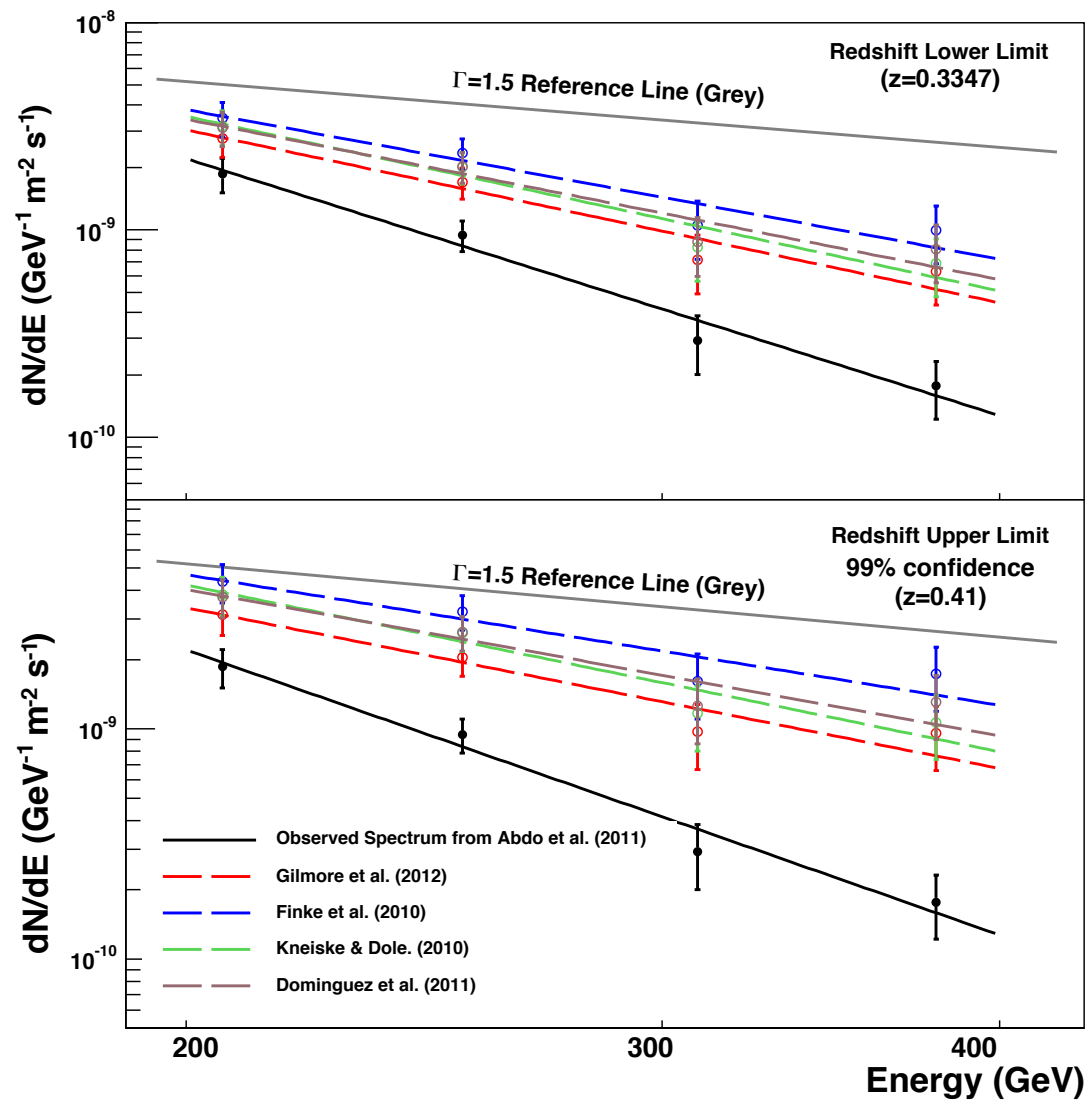 10⁻⁸
Redshift Lower Limit
(z=0.3347)
Γ=1.5 Reference Line (Grey)
10⁻⁹
10⁻¹⁰
dN/dE (GeV⁻¹ m⁻² s⁻¹)
Redshift Upper Limit
99% confidence
(z=0.41)
Γ=1.5 Reference Line (Grey)
10⁻⁹
10⁻¹⁰
dN/dE (GeV⁻¹ m⁻² s⁻¹)
Observed Spectrum from Abdo et al. (2011)
Gilmore et al. (2012)
Finke et al. (2010)
Kneiske & Dole. (2010)
Dominguez et al. (2011)
200 300 400
Energy (GeV)